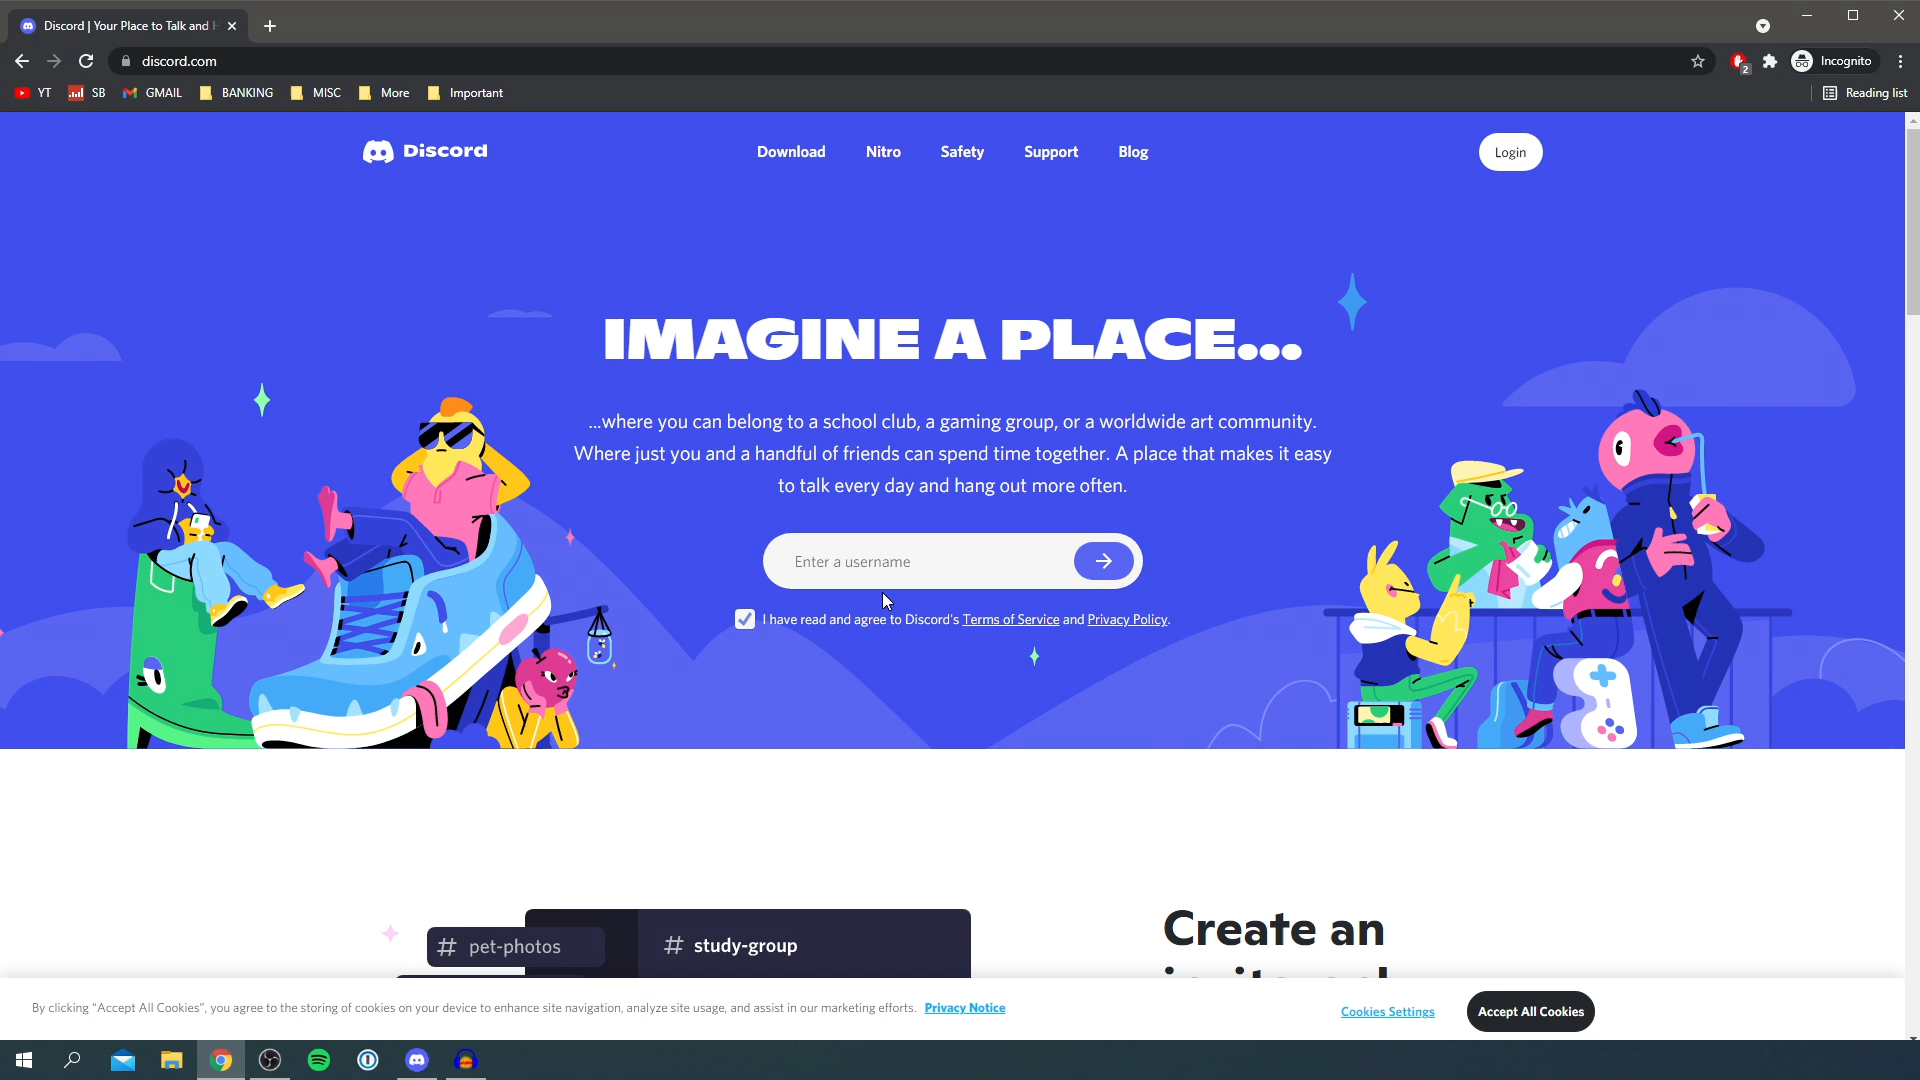 Discord | Your Place to Talk and H
discord.com
2
Incognito
YT
SB
GMAIL
BANKING
MISC
More
Important
Reading list
Discord
Download
Nitro
Safety
Support
Blog
Login
IMAGINE A PLACE...
...where you can belong to a school club, a gaming group, or a worldwide art community.
Where just you and a handful of friends can spend time together. A place that makes it easy
to talk every day and hang out more often.
Enter a username
I have read and agree to Discord's Terms of Service and Privacy Policy.
# pet-photos
# study-group
Create an
By clicking "Accept All Cookies", you agree to the storing of cookies on your device to enhance site navigation, analyze site usage, and assist in our marketing efforts. Privacy Notice
Cookies Settings
Accept All Cookies